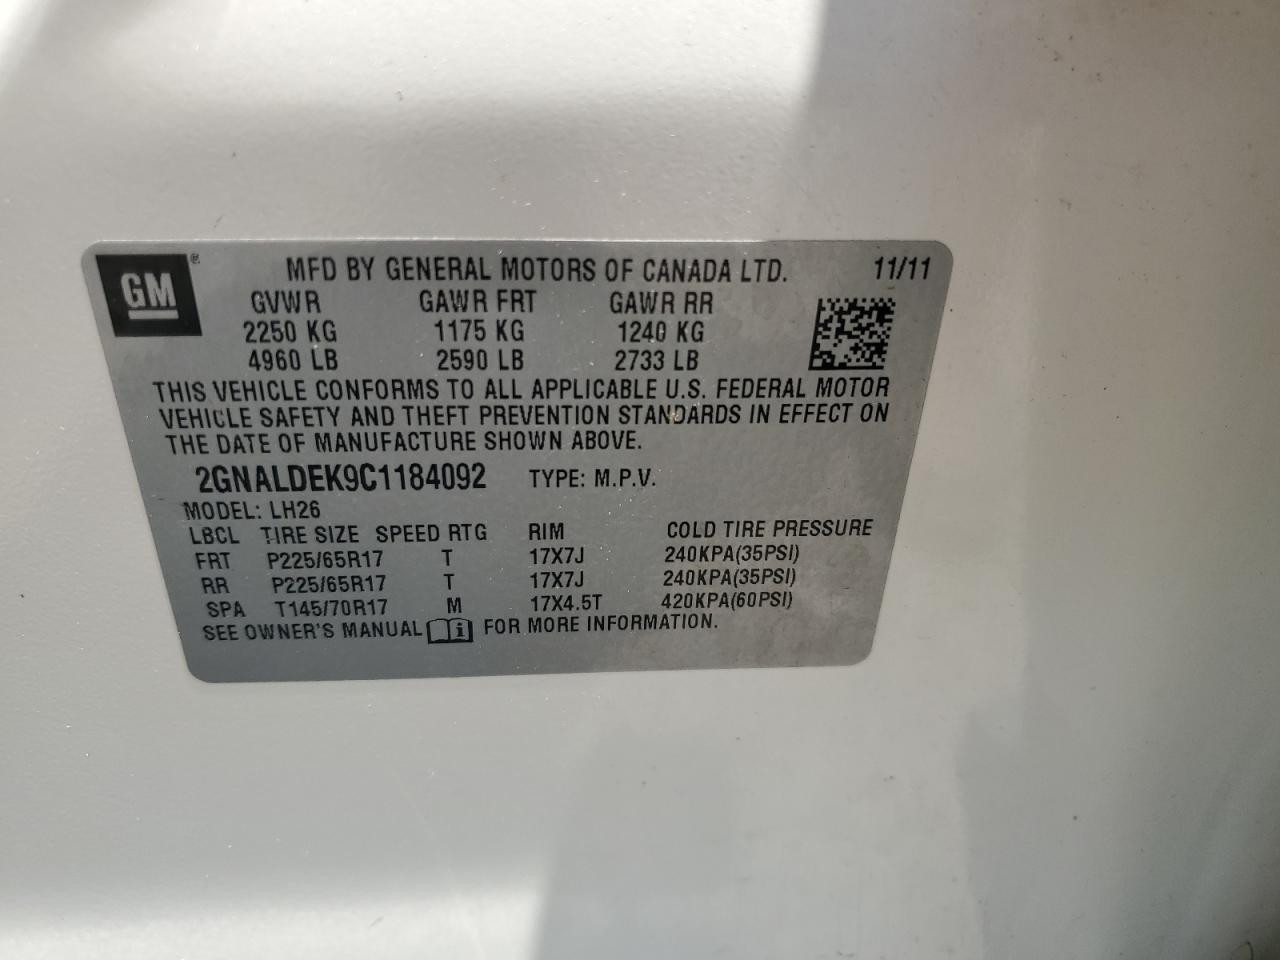 GM® MFD BY GENERAL MOTORS OF CANADA LTD. 11/11
GVWR GAWR FRT GAWR RR
2250 KG 1175 KG 1240 KG
4960 LB 2590 LB 2733 LB
THIS VEHICLE CONFORMS TO ALL APPLICABLE U.S. FEDERAL MOTOR
VEHICLE SAFETY AND THEFT PREVENTION STANDARDS IN EFFECT ON
THE DATE OF MANUFACTURE SHOWN ABOVE.
2GNALDEK9C1184092 TYPE: M.P.V.
MODEL: LH26
LBCL TIRE SIZE SPEED RTG RIM COLD TIRE PRESSURE
FRT P225/65R17 T 17X7J 240KPA(35PSI)
RR P225/65R17 T 17X7J 240KPA(35PSI)
SPA T145/70R17 M 17X4.5T 420KPA(60PSI)
SEE OWNER'S MANUAL i FOR MORE INFORMATION.